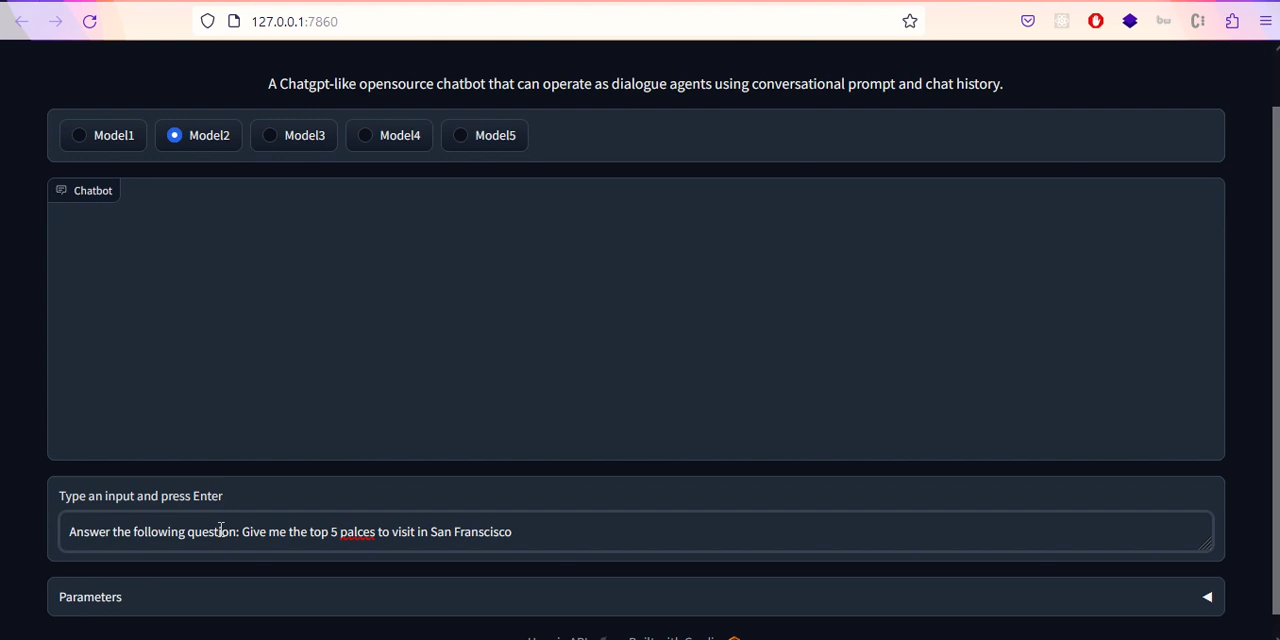 127.0.0.1:7860
A Chatgpt-like opensource chatbot that can operate as dialogue agents using conversational prompt and chat history.
Model1 Model2 Model3 Model4 Model5
Chatbot
Type an input and press Enter
Answer the following question: Give me the top 5 palces to visit in San Franscisco
Parameters